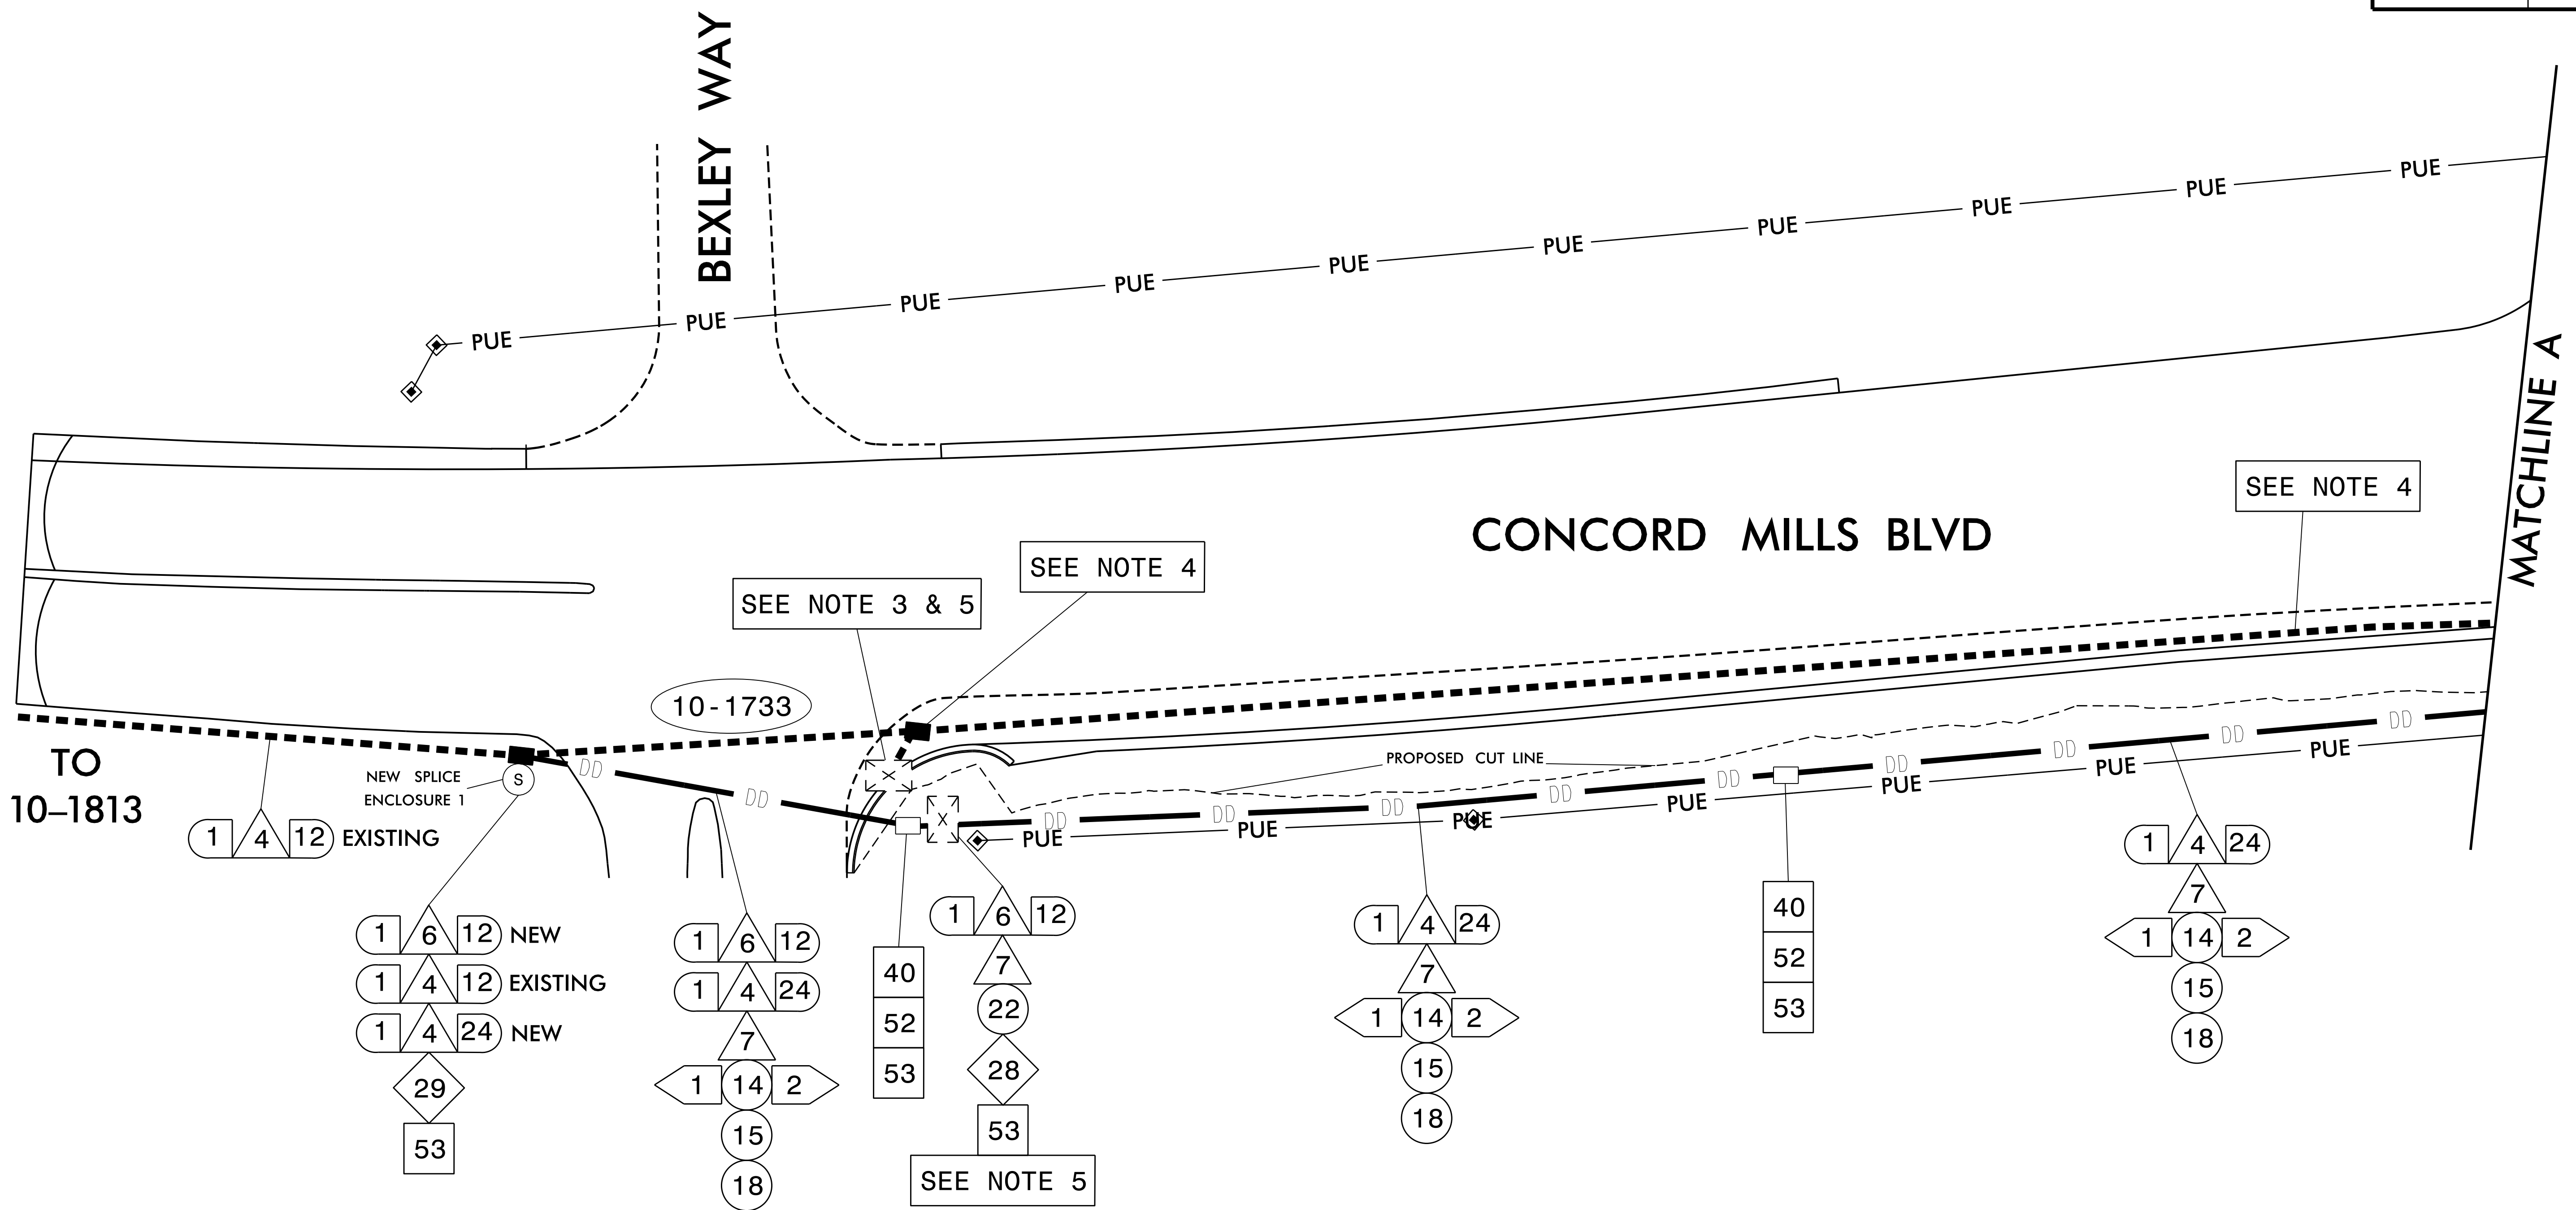 BEXLEY WAY
PUE PUE PUE PUE PUE PUE PUE PUE PUE PUE
MATCHLINE A
SEE NOTE 4
CONCORD MILLS BLVD
SEE NOTE 4
SEE NOTE 3 & 5
10-1733
TO
10–1813
NEW SPLICE
ENCLOSURE 1
S
PROPOSED CUT LINE
DD DD DD DD DD DD DD DD DD DD
PUE PUE PUE PUE PUE PUE PUE
1 4 12 EXISTING
1 6 12 NEW
1 4 12 EXISTING
1 4 24 NEW
29
53
1 6 12
1 4 24
7
1 14 2
15
18
40
52
53
1 6 12
7
22
28
53
SEE NOTE 5
1 4 24
7
1 14 2
15
18
40
52
53
1 4 24
7
1 14 2
15
18